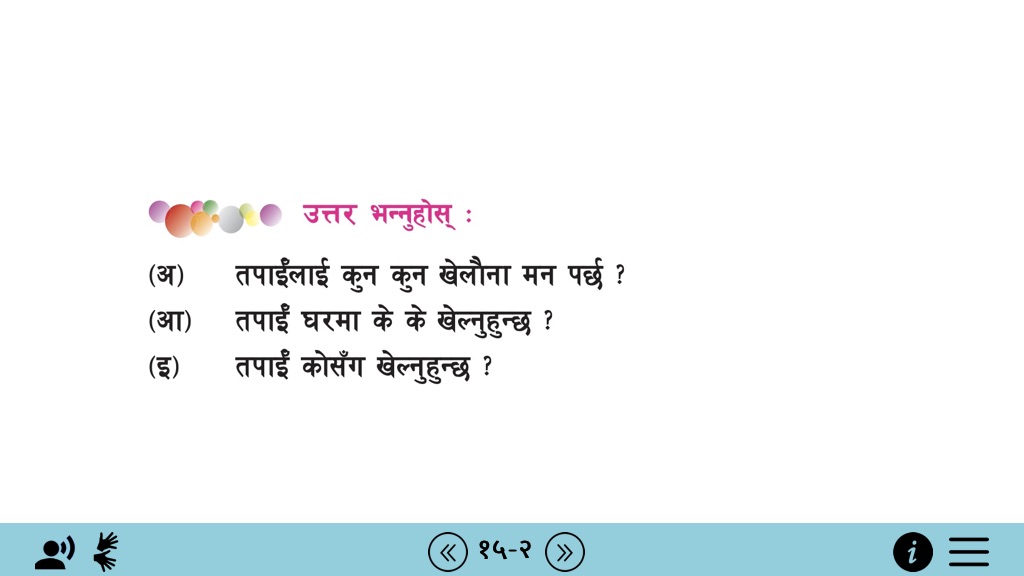 उत्तर भन्नुहोस् :
(अ) तपाईंलाई कुन कुन खेलौना मन पर्छ ?
(आ) तपाईं घरमा के के खेल्नुहुन्छ ?
(इ) तपाईं कोसँग खेल्नुहुन्छ ?
१५-२